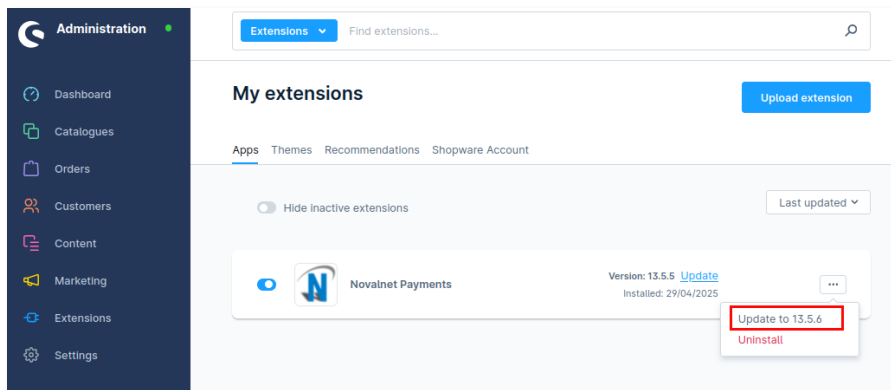 Administration
Extensions
Find extensions...
Dashboard
Catalogues
Orders
Customers
Content
Marketing
Extensions
Settings
My extensions
Upload extension
Apps Themes Recommendations Shopware Account
Hide inactive extensions
Last updated
N
Novalnet Payments
Version: 13.5.5 Update
Installed: 29/04/2025
Update to 13.5.6
Uninstall